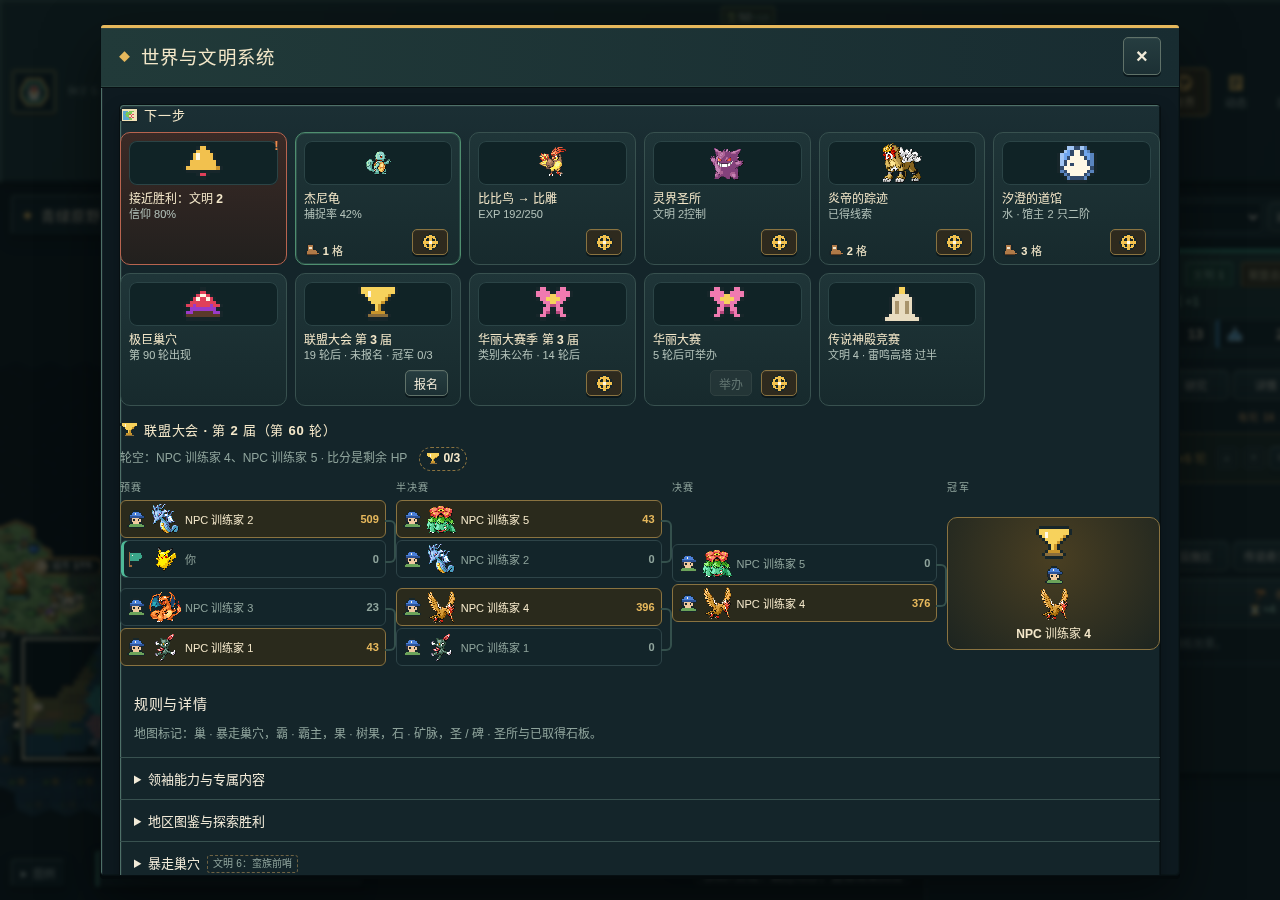 世界与文明系统
×
下一步
!
接近胜利：文明 2
信仰 80%
杰尼龟
捕捉率 42%
1 格
比比鸟 → 比雕
EXP 192/250
灵界圣所
文明 2控制
炎帝的踪迹
已得线索
2 格
汐澄的道馆
水 · 馆主 2 只二阶
3 格
极巨巢穴
第 90 轮出现
联盟大会 第 3 届
19 轮后 · 未报名 · 冠军 0/3
报名
华丽大赛季 第 3 届
类别未公布 · 14 轮后
华丽大赛
5 轮后可举办
举办
传说神殿竞赛
文明 4 · 雷鸣高塔 过半
联盟大会 · 第 2 届（第 60 轮）
轮空：NPC 训练家 4、NPC 训练家 5 · 比分是剩余 HP 0/3
预赛
NPC 训练家 2 509
你 0
NPC 训练家 3 23
NPC 训练家 1 43
半决赛
NPC 训练家 5 43
NPC 训练家 2 0
NPC 训练家 4 396
NPC 训练家 1 0
决赛
NPC 训练家 5 0
NPC 训练家 4 376
冠军
NPC 训练家 4
规则与详情
地图标记：巢 · 暴走巢穴，霸 · 霸主，果 · 树果，石 · 矿脉，圣 / 碑 · 圣所与已取得石板。
▶ 领袖能力与专属内容
▶ 地区图鉴与探索胜利
▶ 暴走巢穴 文明 6：蛮族前哨